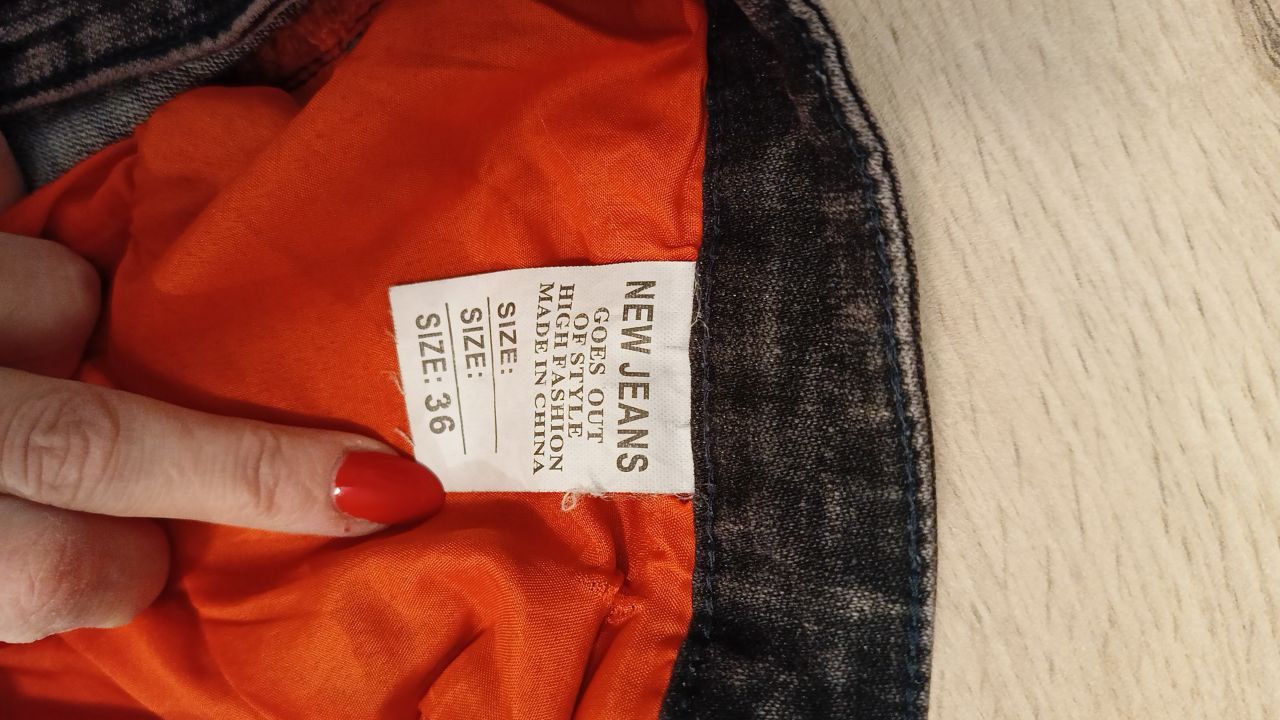 NEW JEANS
GOES OUT
OF STYLE
HIGH FASHION
MADE IN CHINA
SIZE:
SIZE:
SIZE: 36